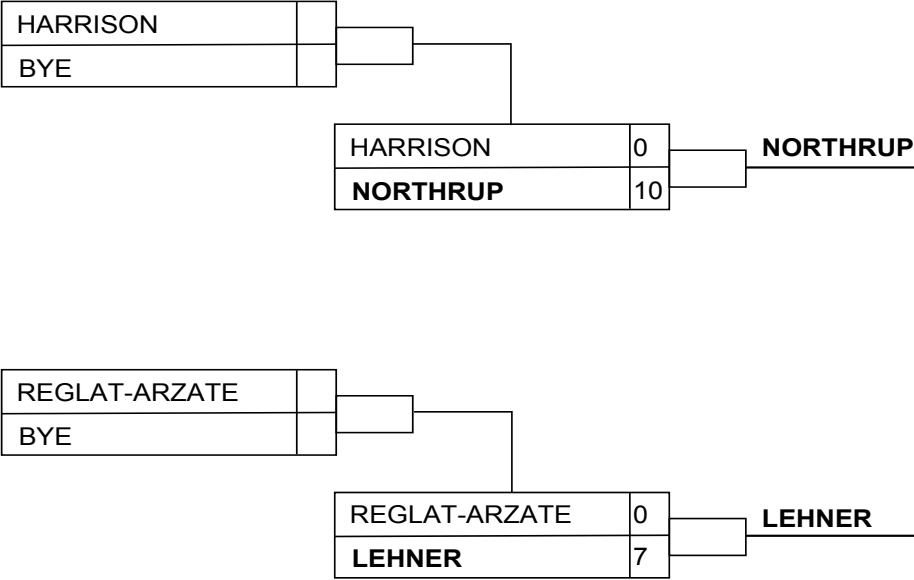 HARRISON
BYE
HARRISON 0
NORTHRUP 10
NORTHRUP
REGLAT-ARZATE
BYE
REGLAT-ARZATE 0
LEHNER 7
LEHNER